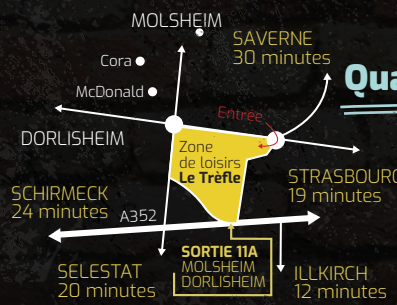 MOLSHEIM
SAVERNE
30 minutes
Cora
McDonald
Qua
Entrée
DORLISHEIM
Zone
de loisirs
Le Trèfle
STRASBOURG
19 minutes
SCHIRMECK
24 minutes
A352
SORTIE 11A
MOLSHEIM
DORLISHEIM
SELESTAT
20 minutes
ILLKIRCH
12 minutes